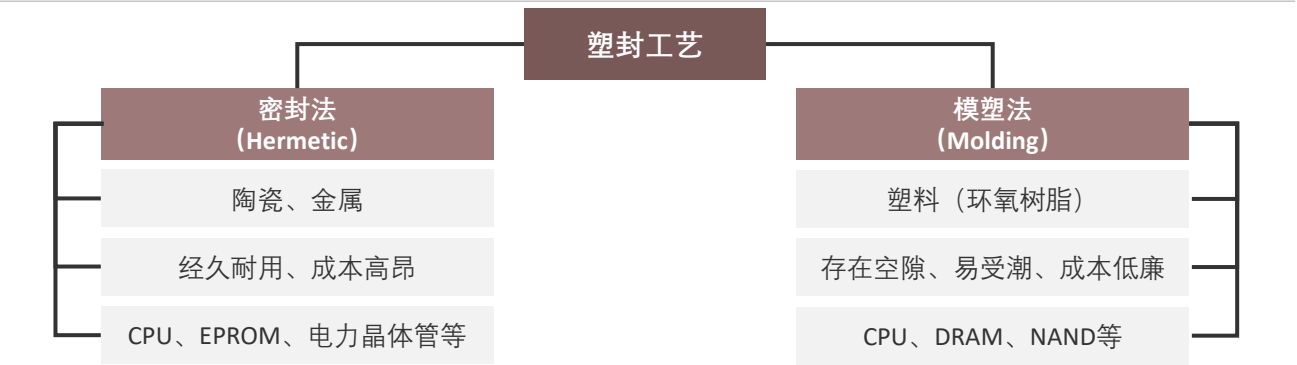 塑封工艺
密封法
（Hermetic）
陶瓷、金属
经久耐用、成本高昂
CPU、EPROM、电力晶体管等
模塑法
（Molding）
塑料（环氧树脂）
存在空隙、易受潮、成本低廉
CPU、DRAM、NAND等